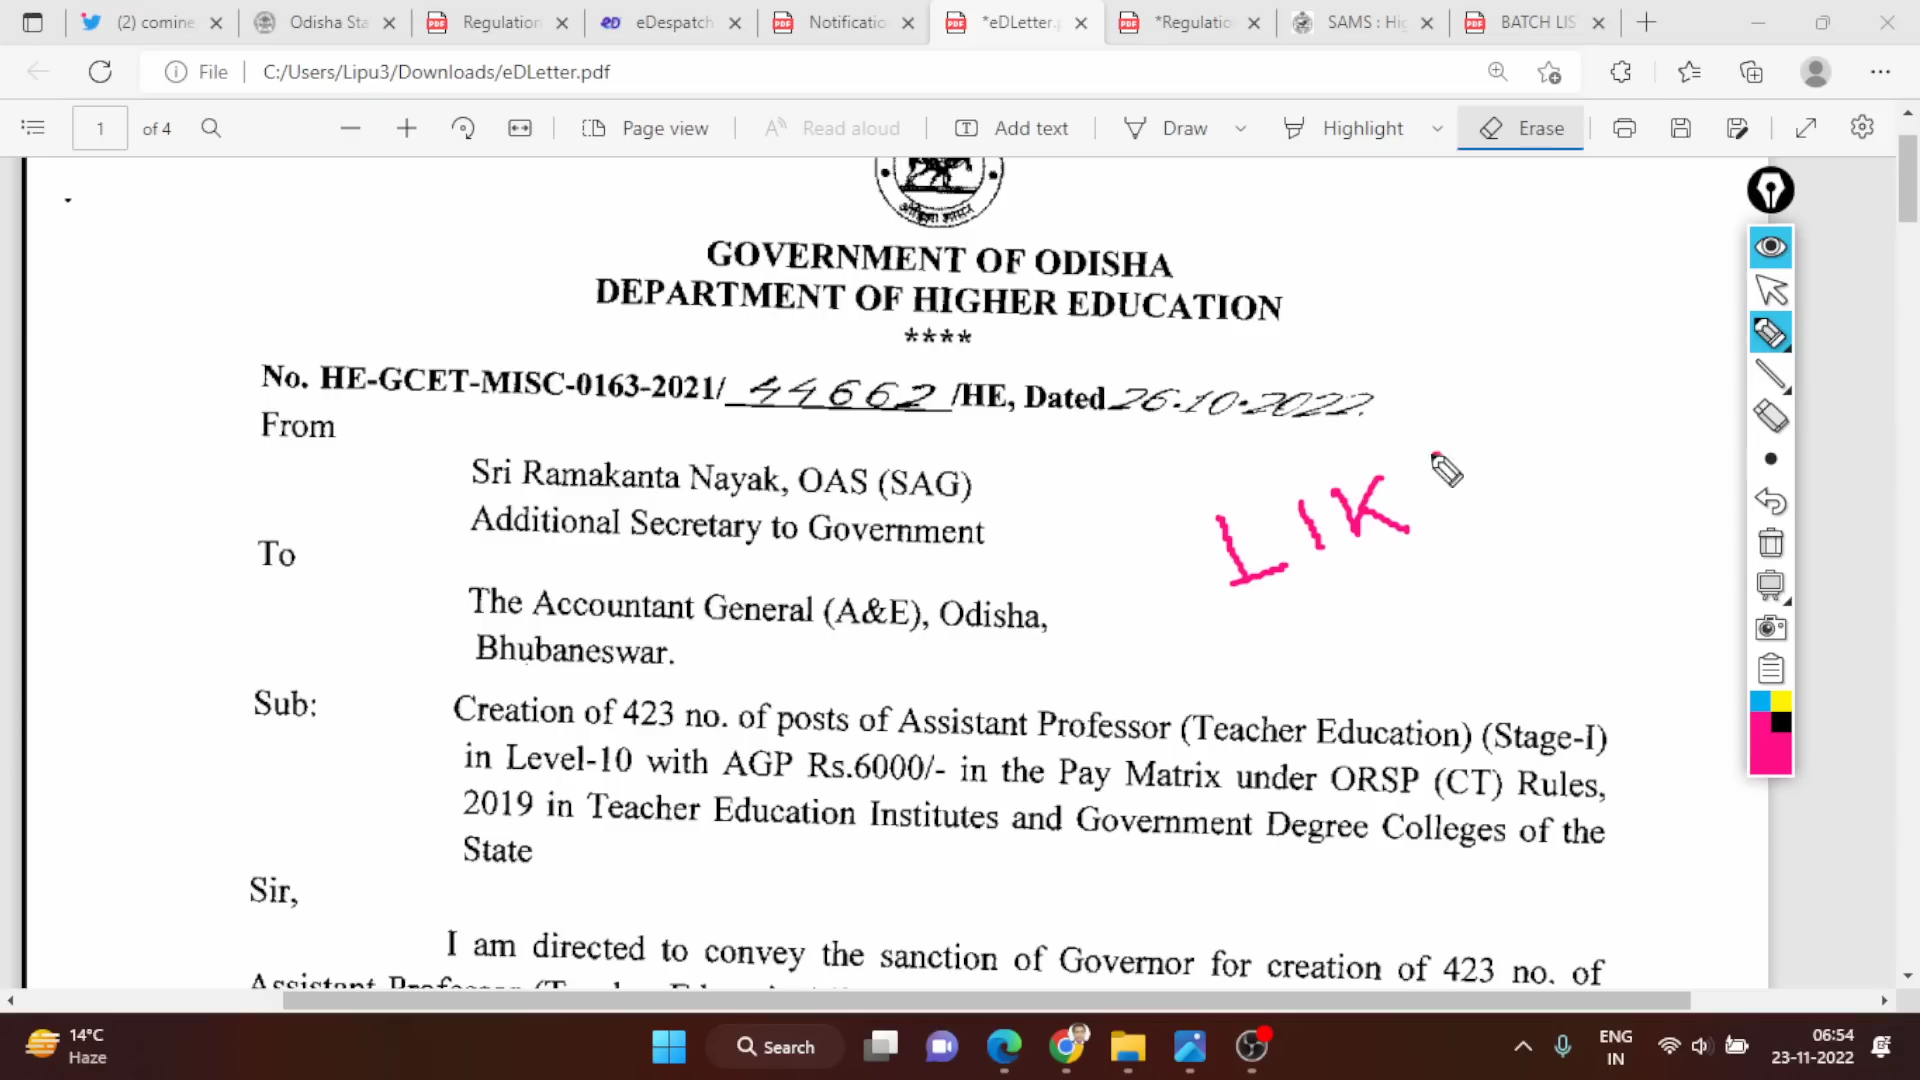 (2) comine
Odisha Sta
Regulation
eDespatch
Notificatio
*eDLetter.
*Regulatio
SAMS : Hig
BATCH LIS
File
C:/Users/Lipu3/Downloads/eDLetter.pdf
1 of 4
Page view
Read aloud
Add text
Draw
Highlight
Erase
GOVERNMENT OF ODISHA
DEPARTMENT OF HIGHER EDUCATION
****
No. HE-GCET-MISC-0163-2021/ 44662 /HE, Dated 26.10.2022.
From
Sri Ramakanta Nayak, OAS (SAG)
Additional Secretary to Government
LIK
To
The Accountant General (A&E), Odisha,
Bhubaneswar.
Sub: Creation of 423 no. of posts of Assistant Professor (Teacher Education) (Stage-I)
in Level-10 with AGP Rs.6000/- in the Pay Matrix under ORSP (CT) Rules,
2019 in Teacher Education Institutes and Government Degree Colleges of the
State
Sir,
I am directed to convey the sanction of Governor for creation of 423 no. of
Assistant
14°C
Haze
Search
ENG
IN
06:54
23-11-2022